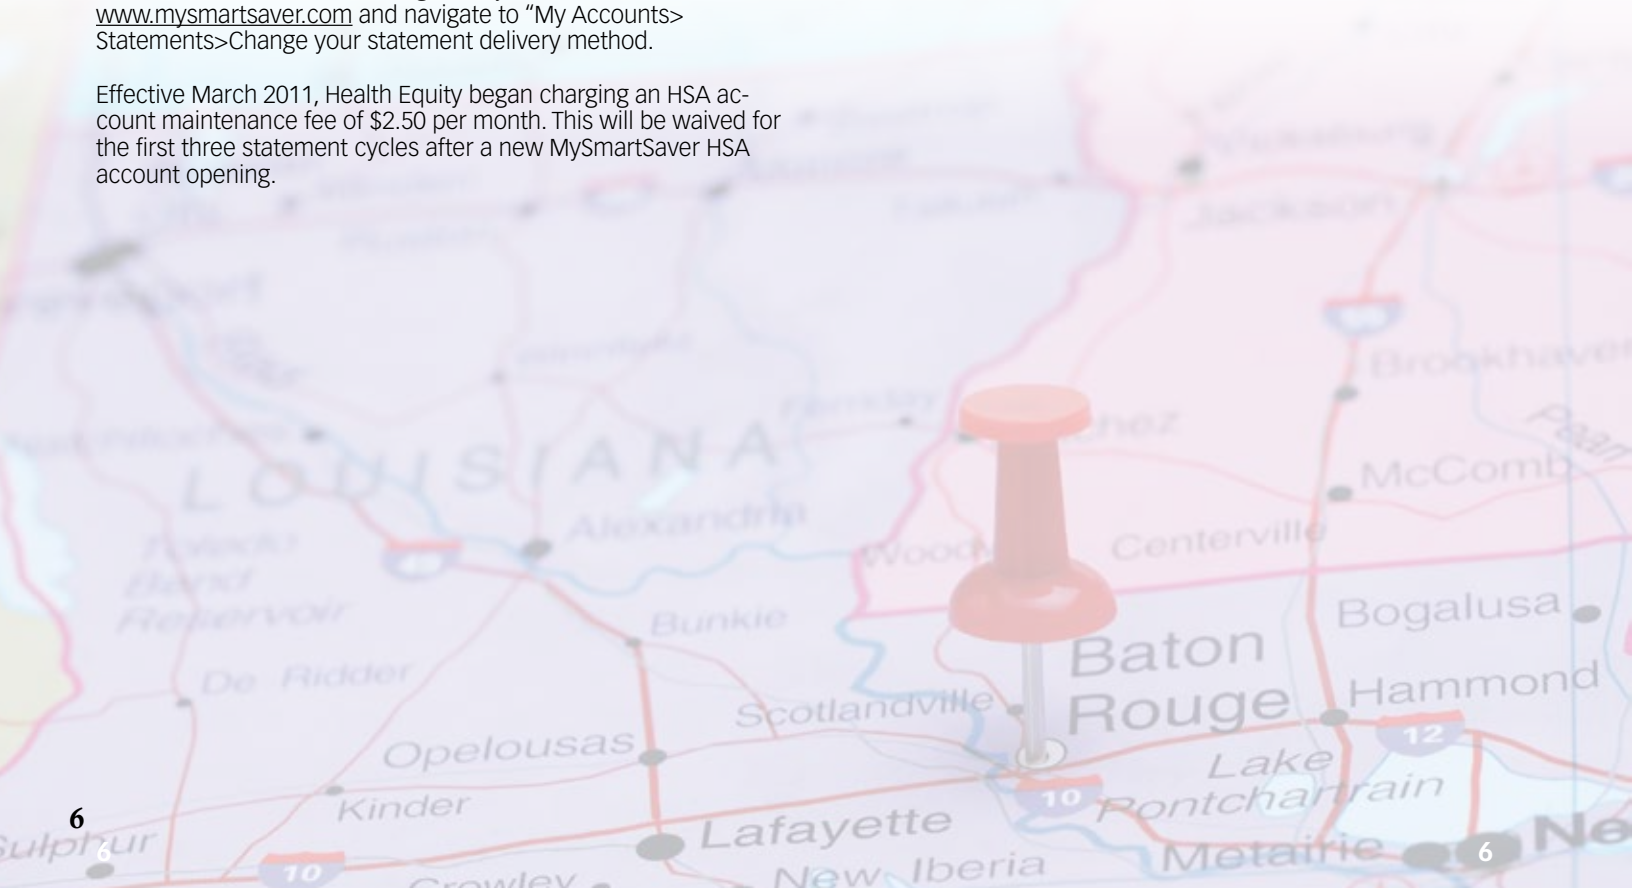 www.mysmartsaver.com and navigate to “My Accounts>
Statements>Change your statement delivery method.
Effective March 2011, Health Equity began charging an HSA ac-
count maintenance fee of $2.50 per month. This will be waived for
the first three statement cycles after a new MySmartSaver HSA
account opening.
Jackson
Brookhaven
LOUISIANA
McComb
Alexandria
Centerville
Toledo
Bend
Reservoir
Bunkie
Bogalusa
Baton
Rouge
De Ridder
Hammond
Scotlandville
Opelousas
12
Lake
Pontchartrain
10
Kinder
6
Lafayette
Sulphur
6
Metairie
6
10
New Iberia
Crowley